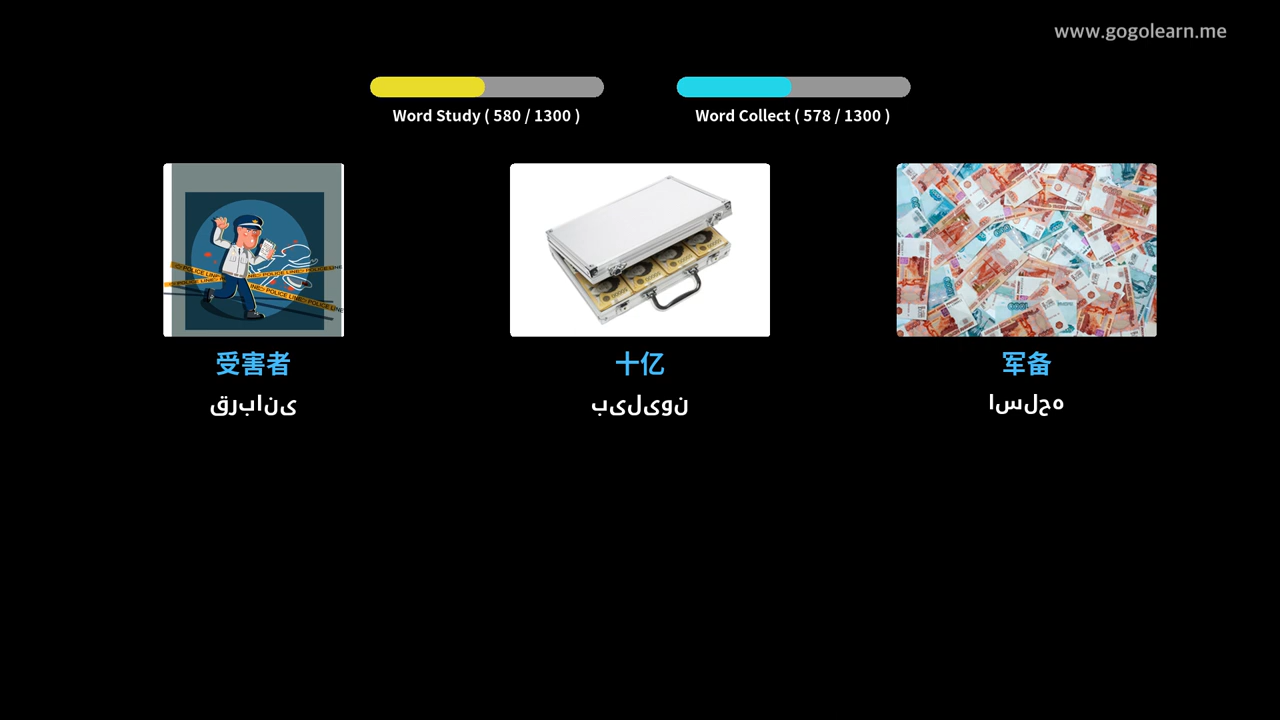 www.gogolearn.me
Word Study ( 580 / 1300 )
Word Collect ( 578 / 1300 )
受害者
十亿
军备
قربانی
بیلیون
اسلحه